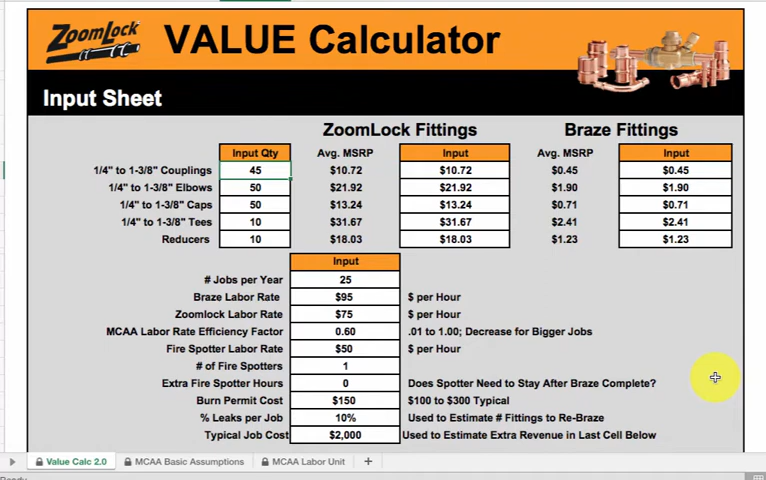 ZOOMLOCK
VALUE Calculator
Input Sheet
ZoomLock Fittings Braze Fittings
Input Qty Avg. MSRP Input Avg. MSRP Input
1/4" to 1-3/8" Couplings 45 $10.72 $10.72 $0.45 $0.45
1/4" to 1-3/8" Elbows 50 $21.92 $21.92 $1.90 $1.90
1/4" to 1-3/8" Caps 50 $13.24 $13.24 $0.71 $0.71
1/4" to 1-3/8" Tees 10 $31.67 $31.67 $2.41 $2.41
Reducers 10 $18.03 $18.03 $1.23 $1.23
Input
# Jobs per Year 25
Braze Labor Rate $95 $ per Hour
Zoomlock Labor Rate $75 $ per Hour
MCAA Labor Rate Efficiency Factor 0.60 .01 to 1.00; Decrease for Bigger Jobs
Fire Spotter Labor Rate $50 $ per Hour
# of Fire Spotters 1
Extra Fire Spotter Hours 0 Does Spotter Need to Stay After Braze Complete?
Burn Permit Cost $150 $100 to $300 Typical
% Leaks per Job 10% Used to Estimate # Fittings to Re-Braze
Typical Job Cost $2,000 Used to Estimate Extra Revenue in Last Cell Below
Value Calc 2.0 MCAA Basic Assumptions MCAA Labor Unit +